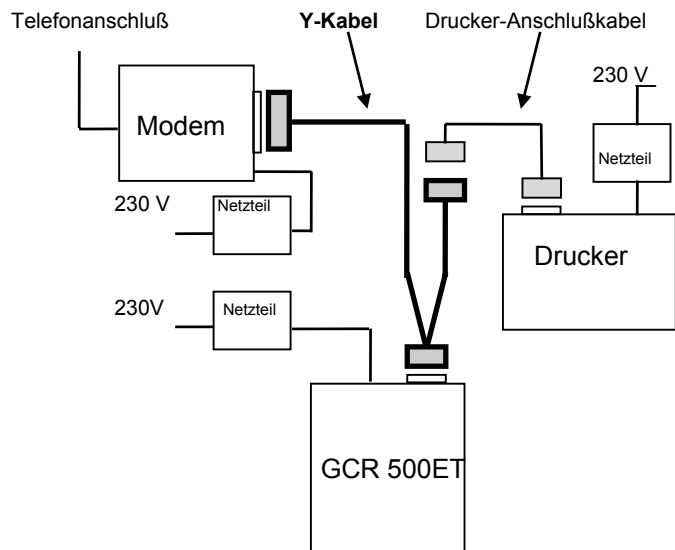 Telefonanschluß
Y-Kabel
Drucker-Anschlußkabel
230 V
Modem
Netzteil
230 V
Netzteil
Drucker
230V
Netzteil
GCR 500ET